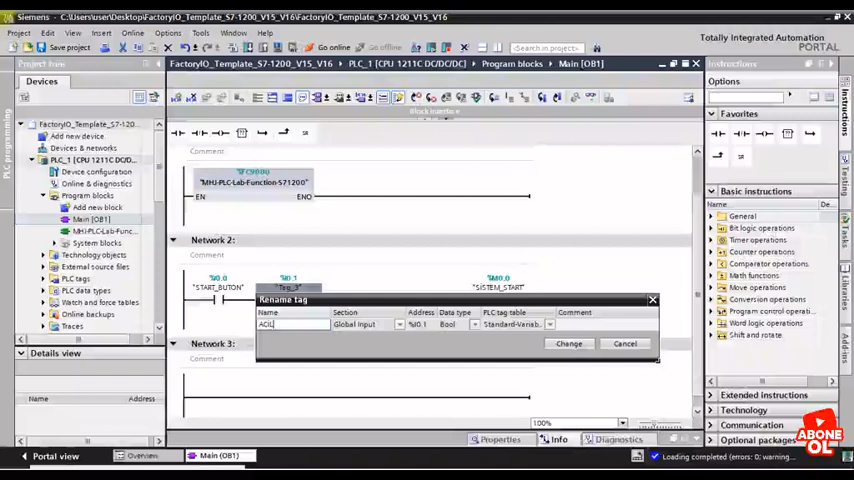 Siemens - C:\Users\user\Desktop\FactoryIO_Template_S7-1200_V15_V16\FactoryIO_Template_S7-1200_V15_V16
Project Edit View Insert Online Options Tools Window Help
Totally Integrated Automation
PORTAL
Save project
Go online
Go offline
<Search in project>
Project tree
FactoryIO_Template_S7-1200_V15_V16 ▸ PLC_1 [CPU 1211C DC/DC/DC] ▸ Program blocks ▸ Main [OB1]
Instructions
Devices
Options
PLC programming
Block interface
FactoryIO_Template_S7-120...
Add new device
Devices & networks
PLC_1 [CPU 1211C DC/D...
Device configuration
Online & diagnostics
Program blocks
Add new block
Main [OB1]
MHJ-PLC-Lab-Func...
System blocks
Technology objects
External source files
PLC tags
PLC data types
Watch and force tables
Online backups
Traces
Details view
Name Address
Comment
%FC9000
"MHJ-PLC-Lab-Function-S71200"
EN ENO
Network 2:
Comment
%I0.0 %I0.1 %M0.0
"START_BUTON" "Tag_3" "SİSTEM_START"
Rename tag
Name Section Address Data type PLC tag table Comment
ACİL Global Input %I0.1 Bool Standard-Variab...
Change Cancel
Network 3:
Comment
100%
Properties Info Diagnostics
Favorites
Basic instructions
Name De
General
Bit logic operations
Timer operations
Counter operations
Comparator operations
Math functions
Move operations
Conversion operations
Program control operati...
Word logic operations
Shift and rotate
Extended instructions
Technology
Communication
Optional packages
Instructions
Testing
Tasks
Libraries
ABONE
OL
Portal view
Overview
Main (OB1)
Loading completed (errors: 0; warning...